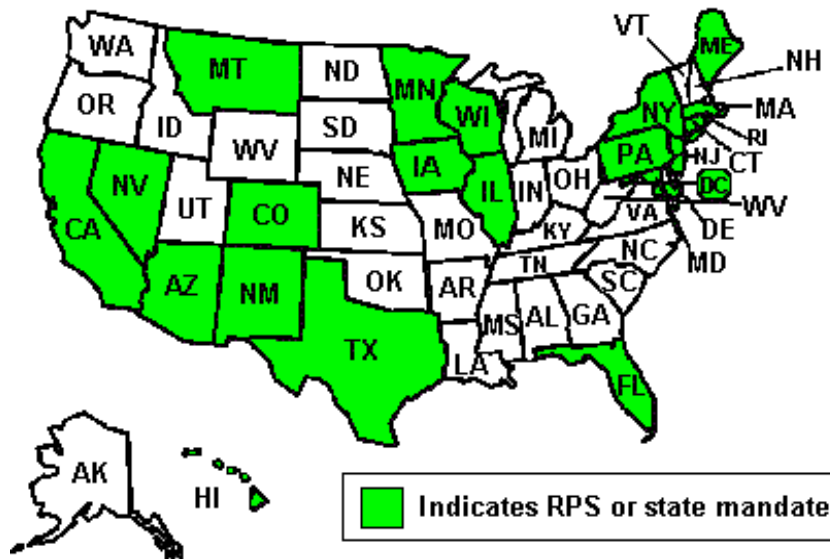 WA
MT
ND
MN
VT
ME
NH
OR
ID
SD
WI
MI
NY
MA
RI
WV
NE
IA
IL
IN
OH
PA
NJ
CT
DC
NV
UT
CO
KS
MO
KY
VA
WV
DE
MD
CA
AZ
NM
OK
AR
TN
NC
SC
TX
LA
MS
AL
GA
FL
AK
HI
Indicates RPS or state mandate